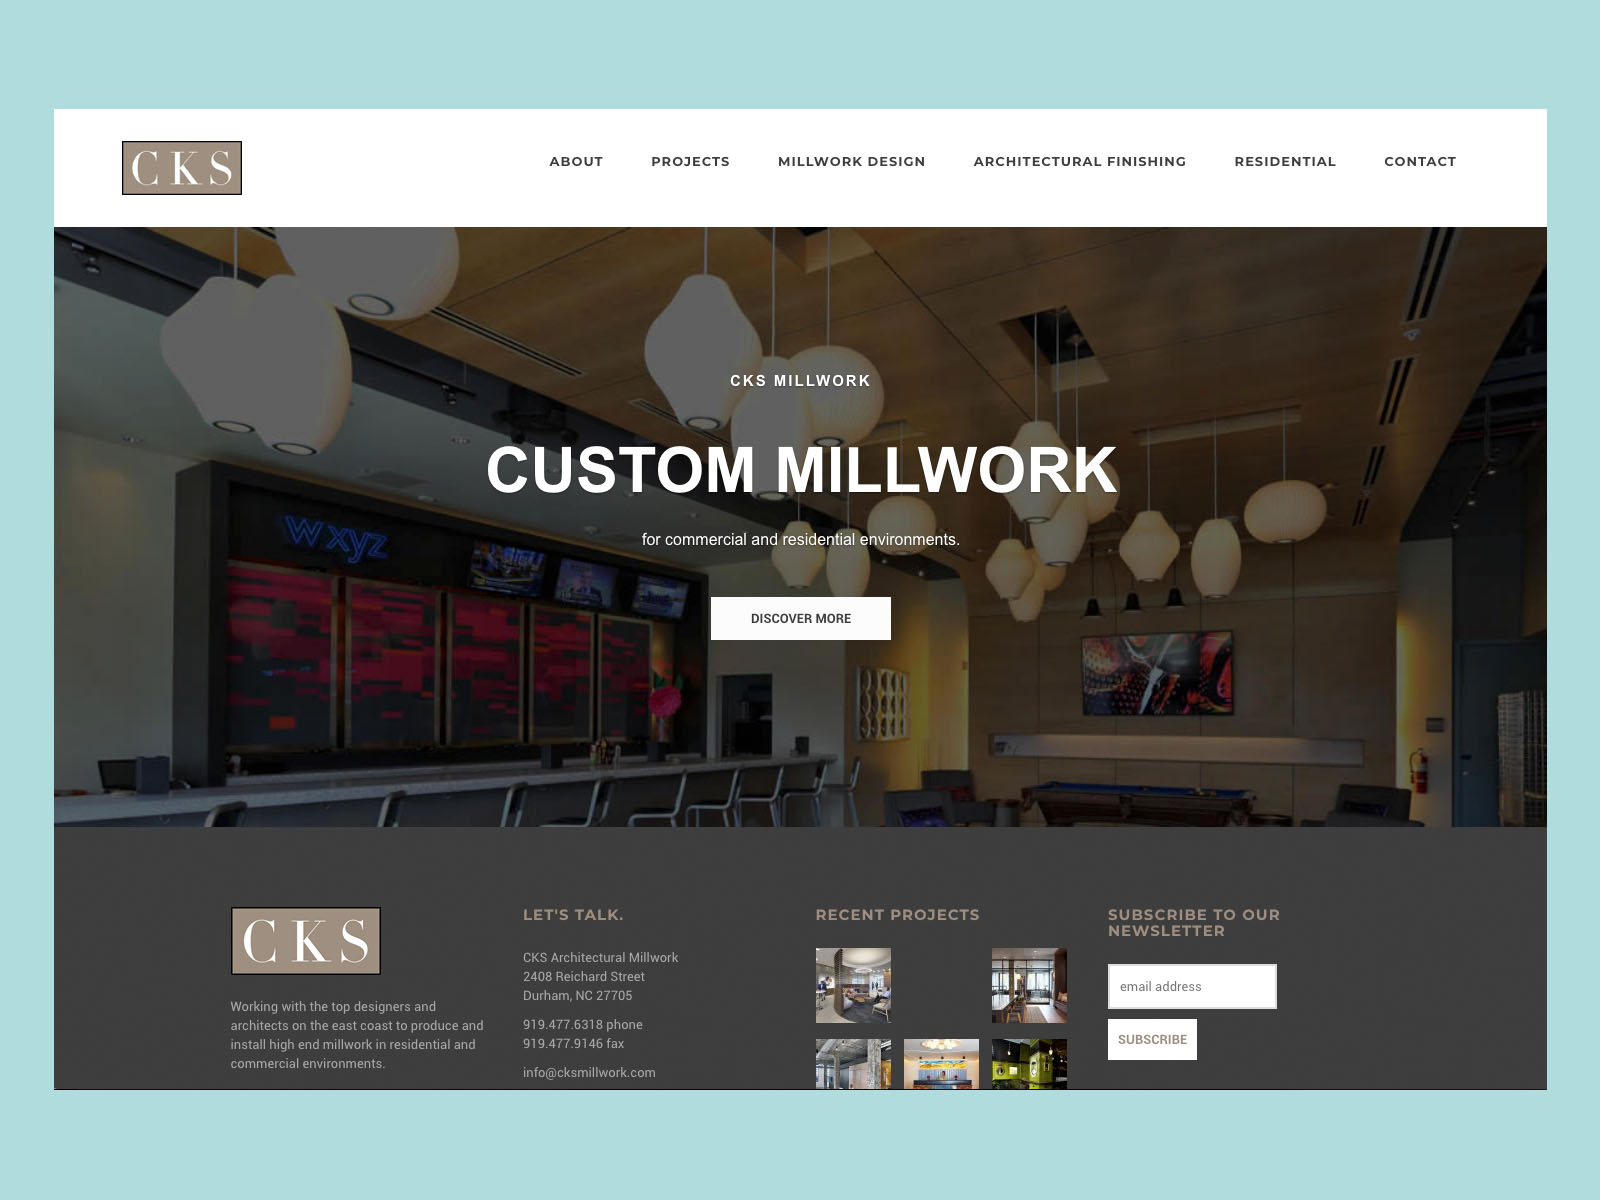 CKS
ABOUT PROJECTS MILLWORK DESIGN ARCHITECTURAL FINISHING RESIDENTIAL CONTACT
CKS MILLWORK
CUSTOM MILLWORK
for commercial and residential environments.
wxyz
DISCOVER MORE
CKS
Working with the top designers and
architects on the east coast to produce and
install high end millwork in residential and
commercial environments.
LET'S TALK.
CKS Architectural Millwork
2408 Reichard Street
Durham, NC 27705
919.477.6318 phone
919.477.9146 fax
info@cksmillwork.com
RECENT PROJECTS
SUBSCRIBE TO OUR
NEWSLETTER
email address
SUBSCRIBE